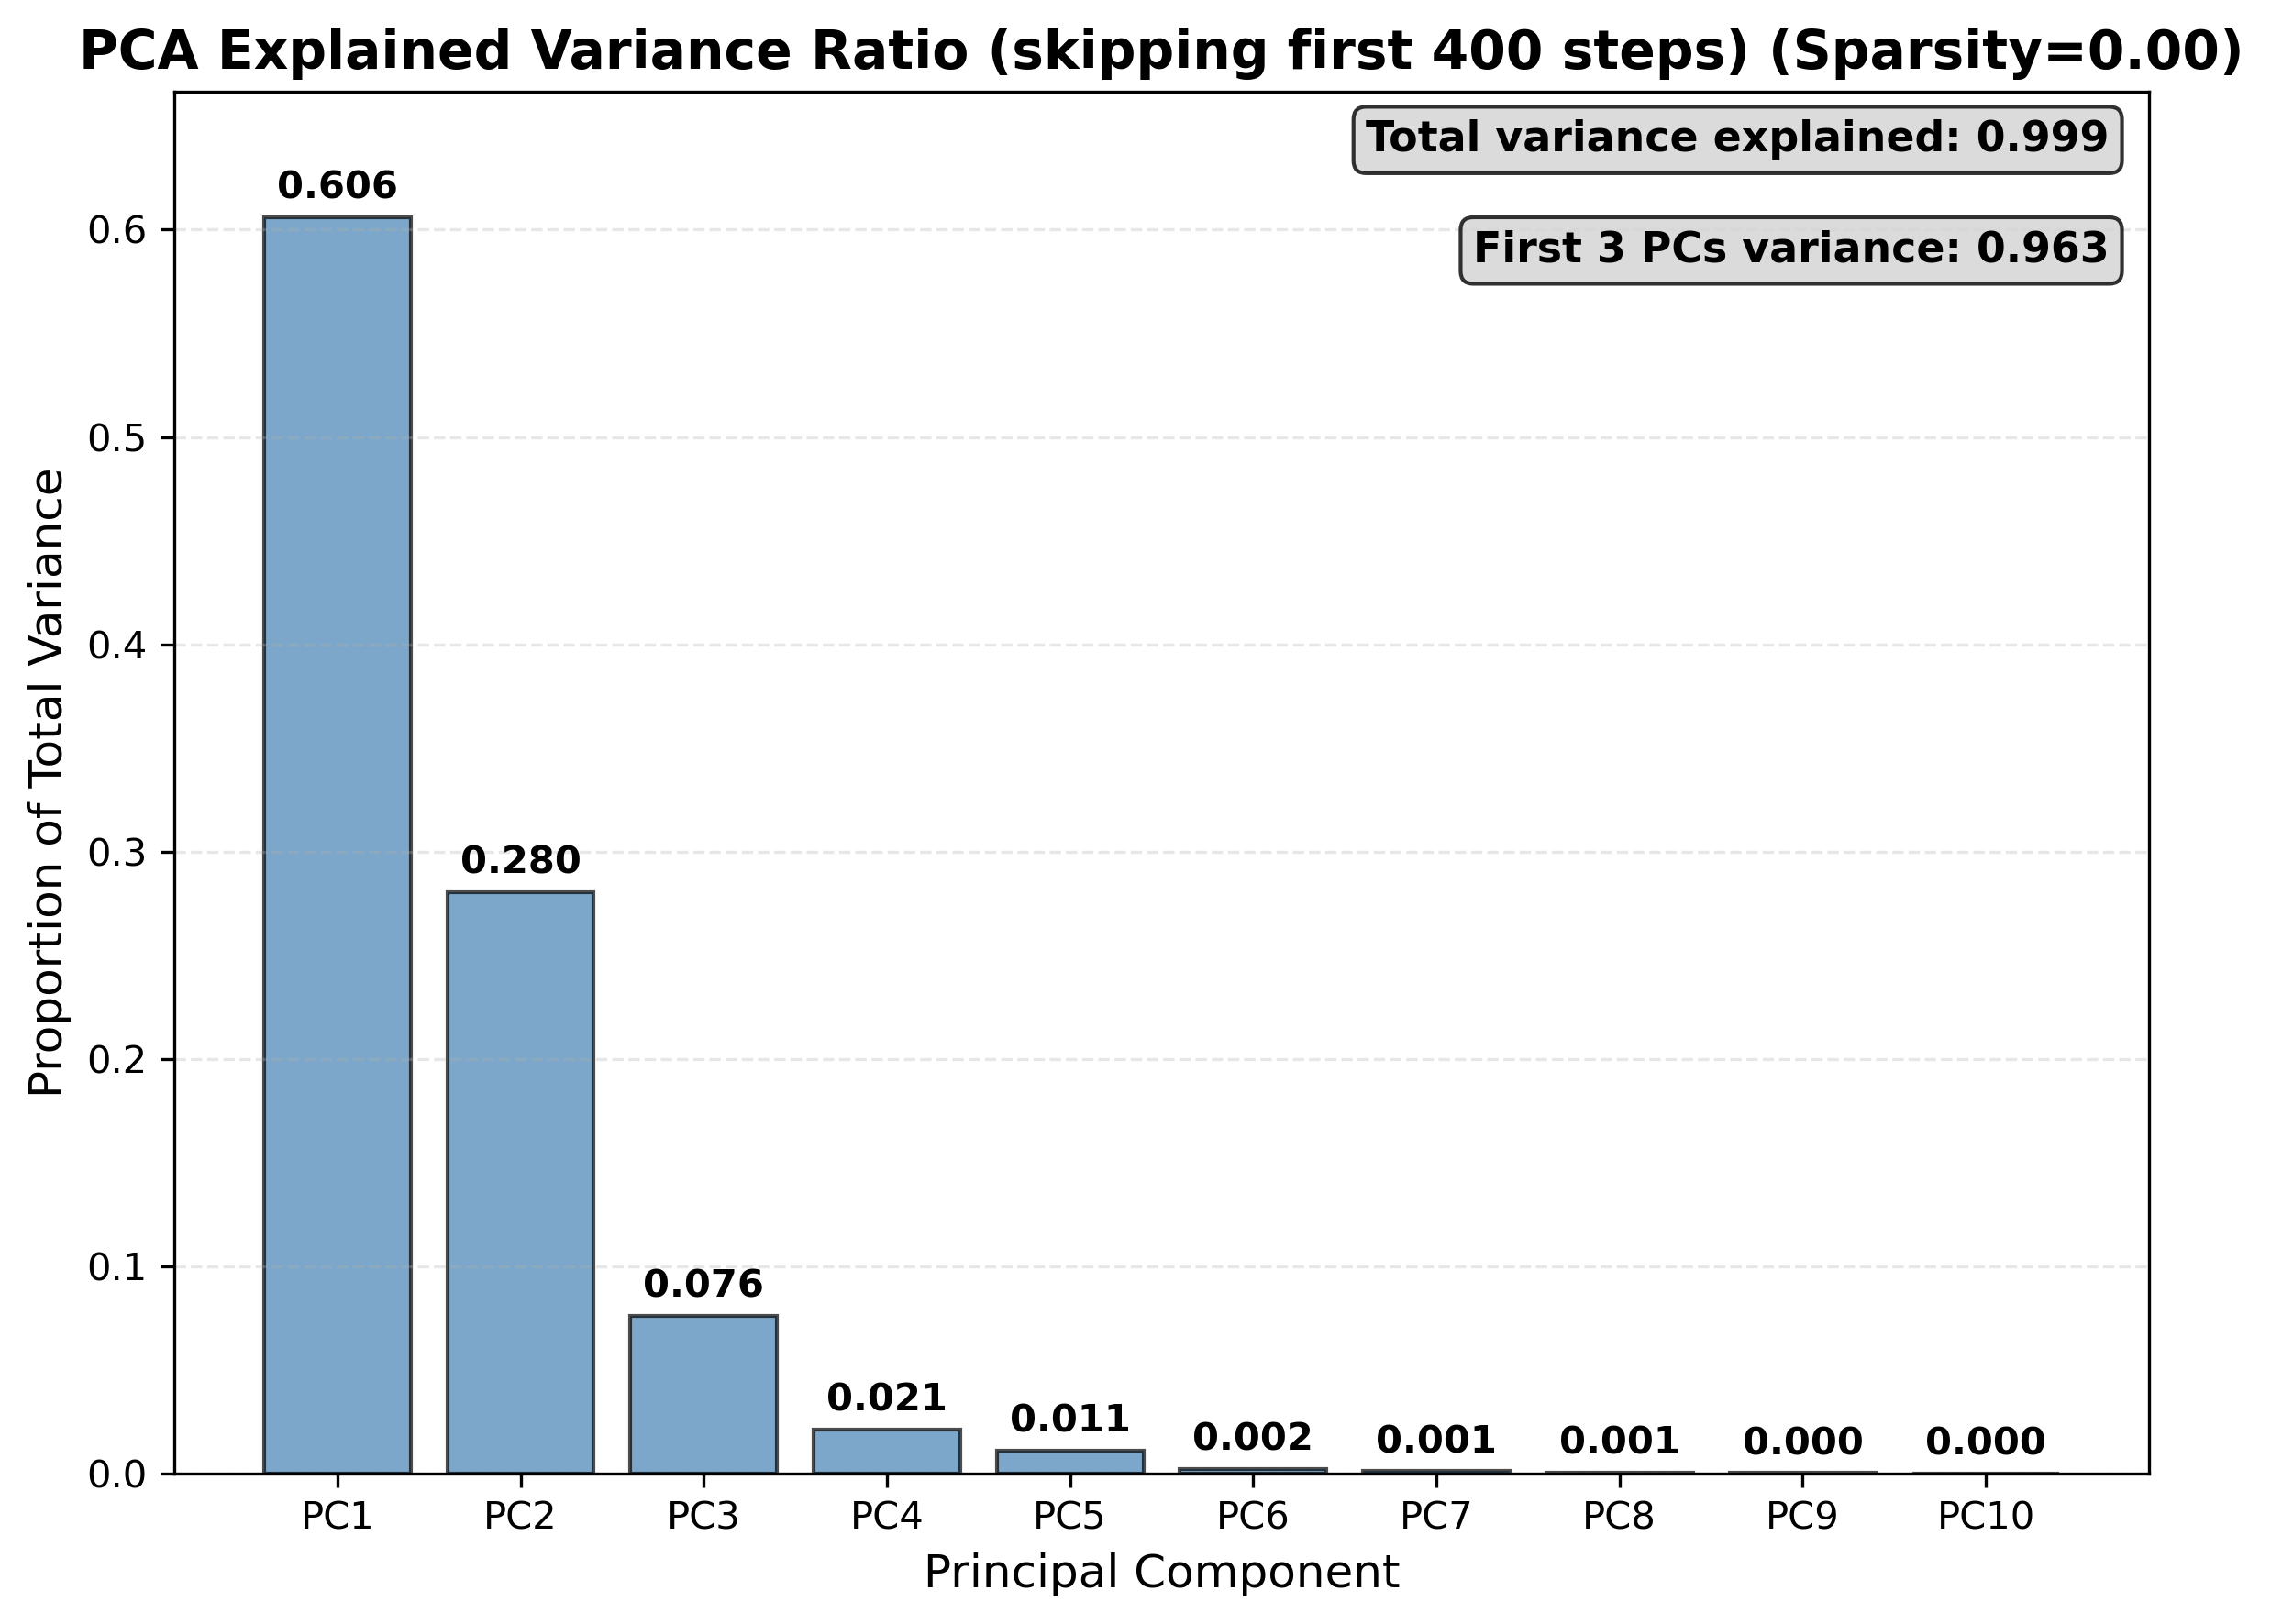 PCA Explained Variance Ratio (skipping first 400 steps) (Sparsity=0.00)
Total variance explained: 0.999
First 3 PCs variance: 0.963
Proportion of Total Variance
0.6
0.5
0.4
0.3
0.2
0.1
0.0
0.606
0.280
0.076
0.021
0.011
0.002
0.001
0.001
0.000
0.000
PC1 PC2 PC3 PC4 PC5 PC6 PC7 PC8 PC9 PC10
Principal Component